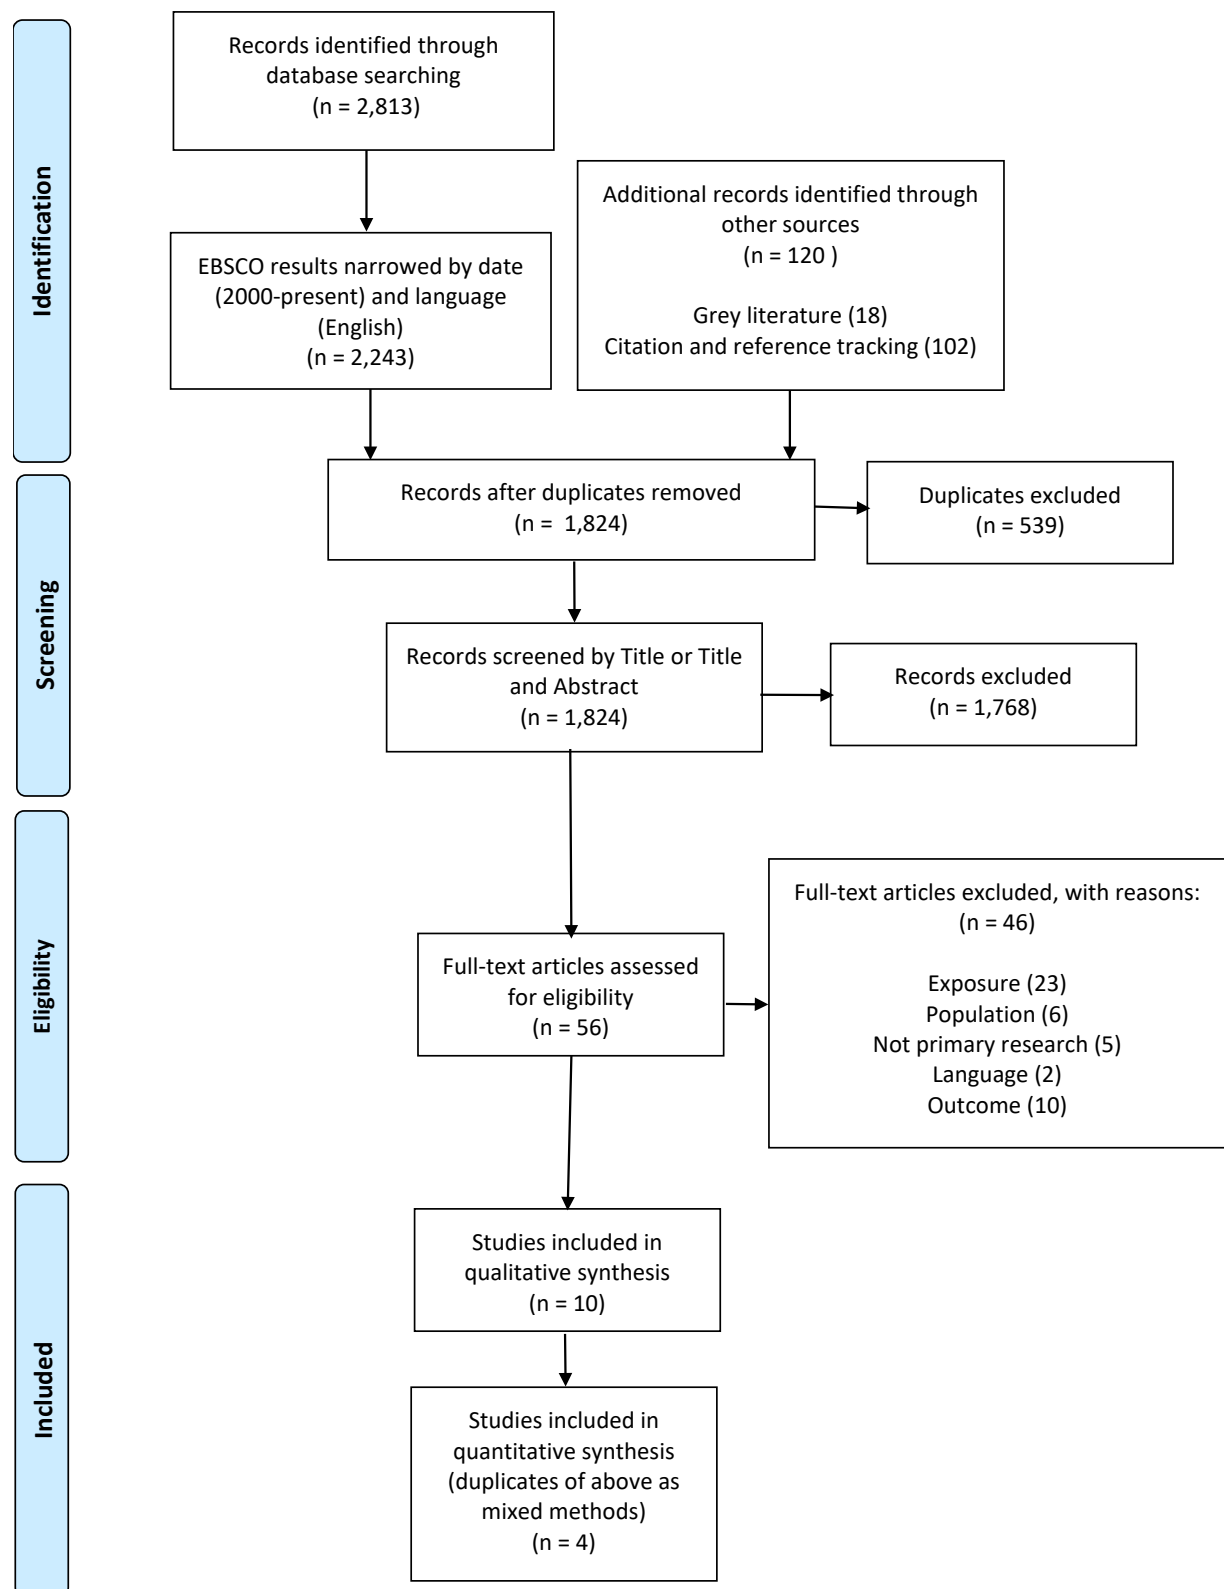 Identification
Records identified through
database searching
(n = 2,813)
EBSCO results narrowed by date
(2000-present) and language
(English)
(n = 2,243)
Additional records identified through
other sources
(n = 120 )
Grey literature (18)
Citation and reference tracking (102)
Screening
Records after duplicates removed
(n = 1,824)
Duplicates excluded
(n = 539)
Records screened by Title or Title
and Abstract
(n = 1,824)
Records excluded
(n = 1,768)
Eligibility
Full-text articles assessed
for eligibility
(n = 56)
Full-text articles excluded, with reasons:
(n = 46)
Exposure (23)
Population (6)
Not primary research (5)
Language (2)
Outcome (10)
Included
Studies included in
qualitative synthesis
(n = 10)
Studies included in
quantitative synthesis
(duplicates of above as
mixed methods)
(n = 4)